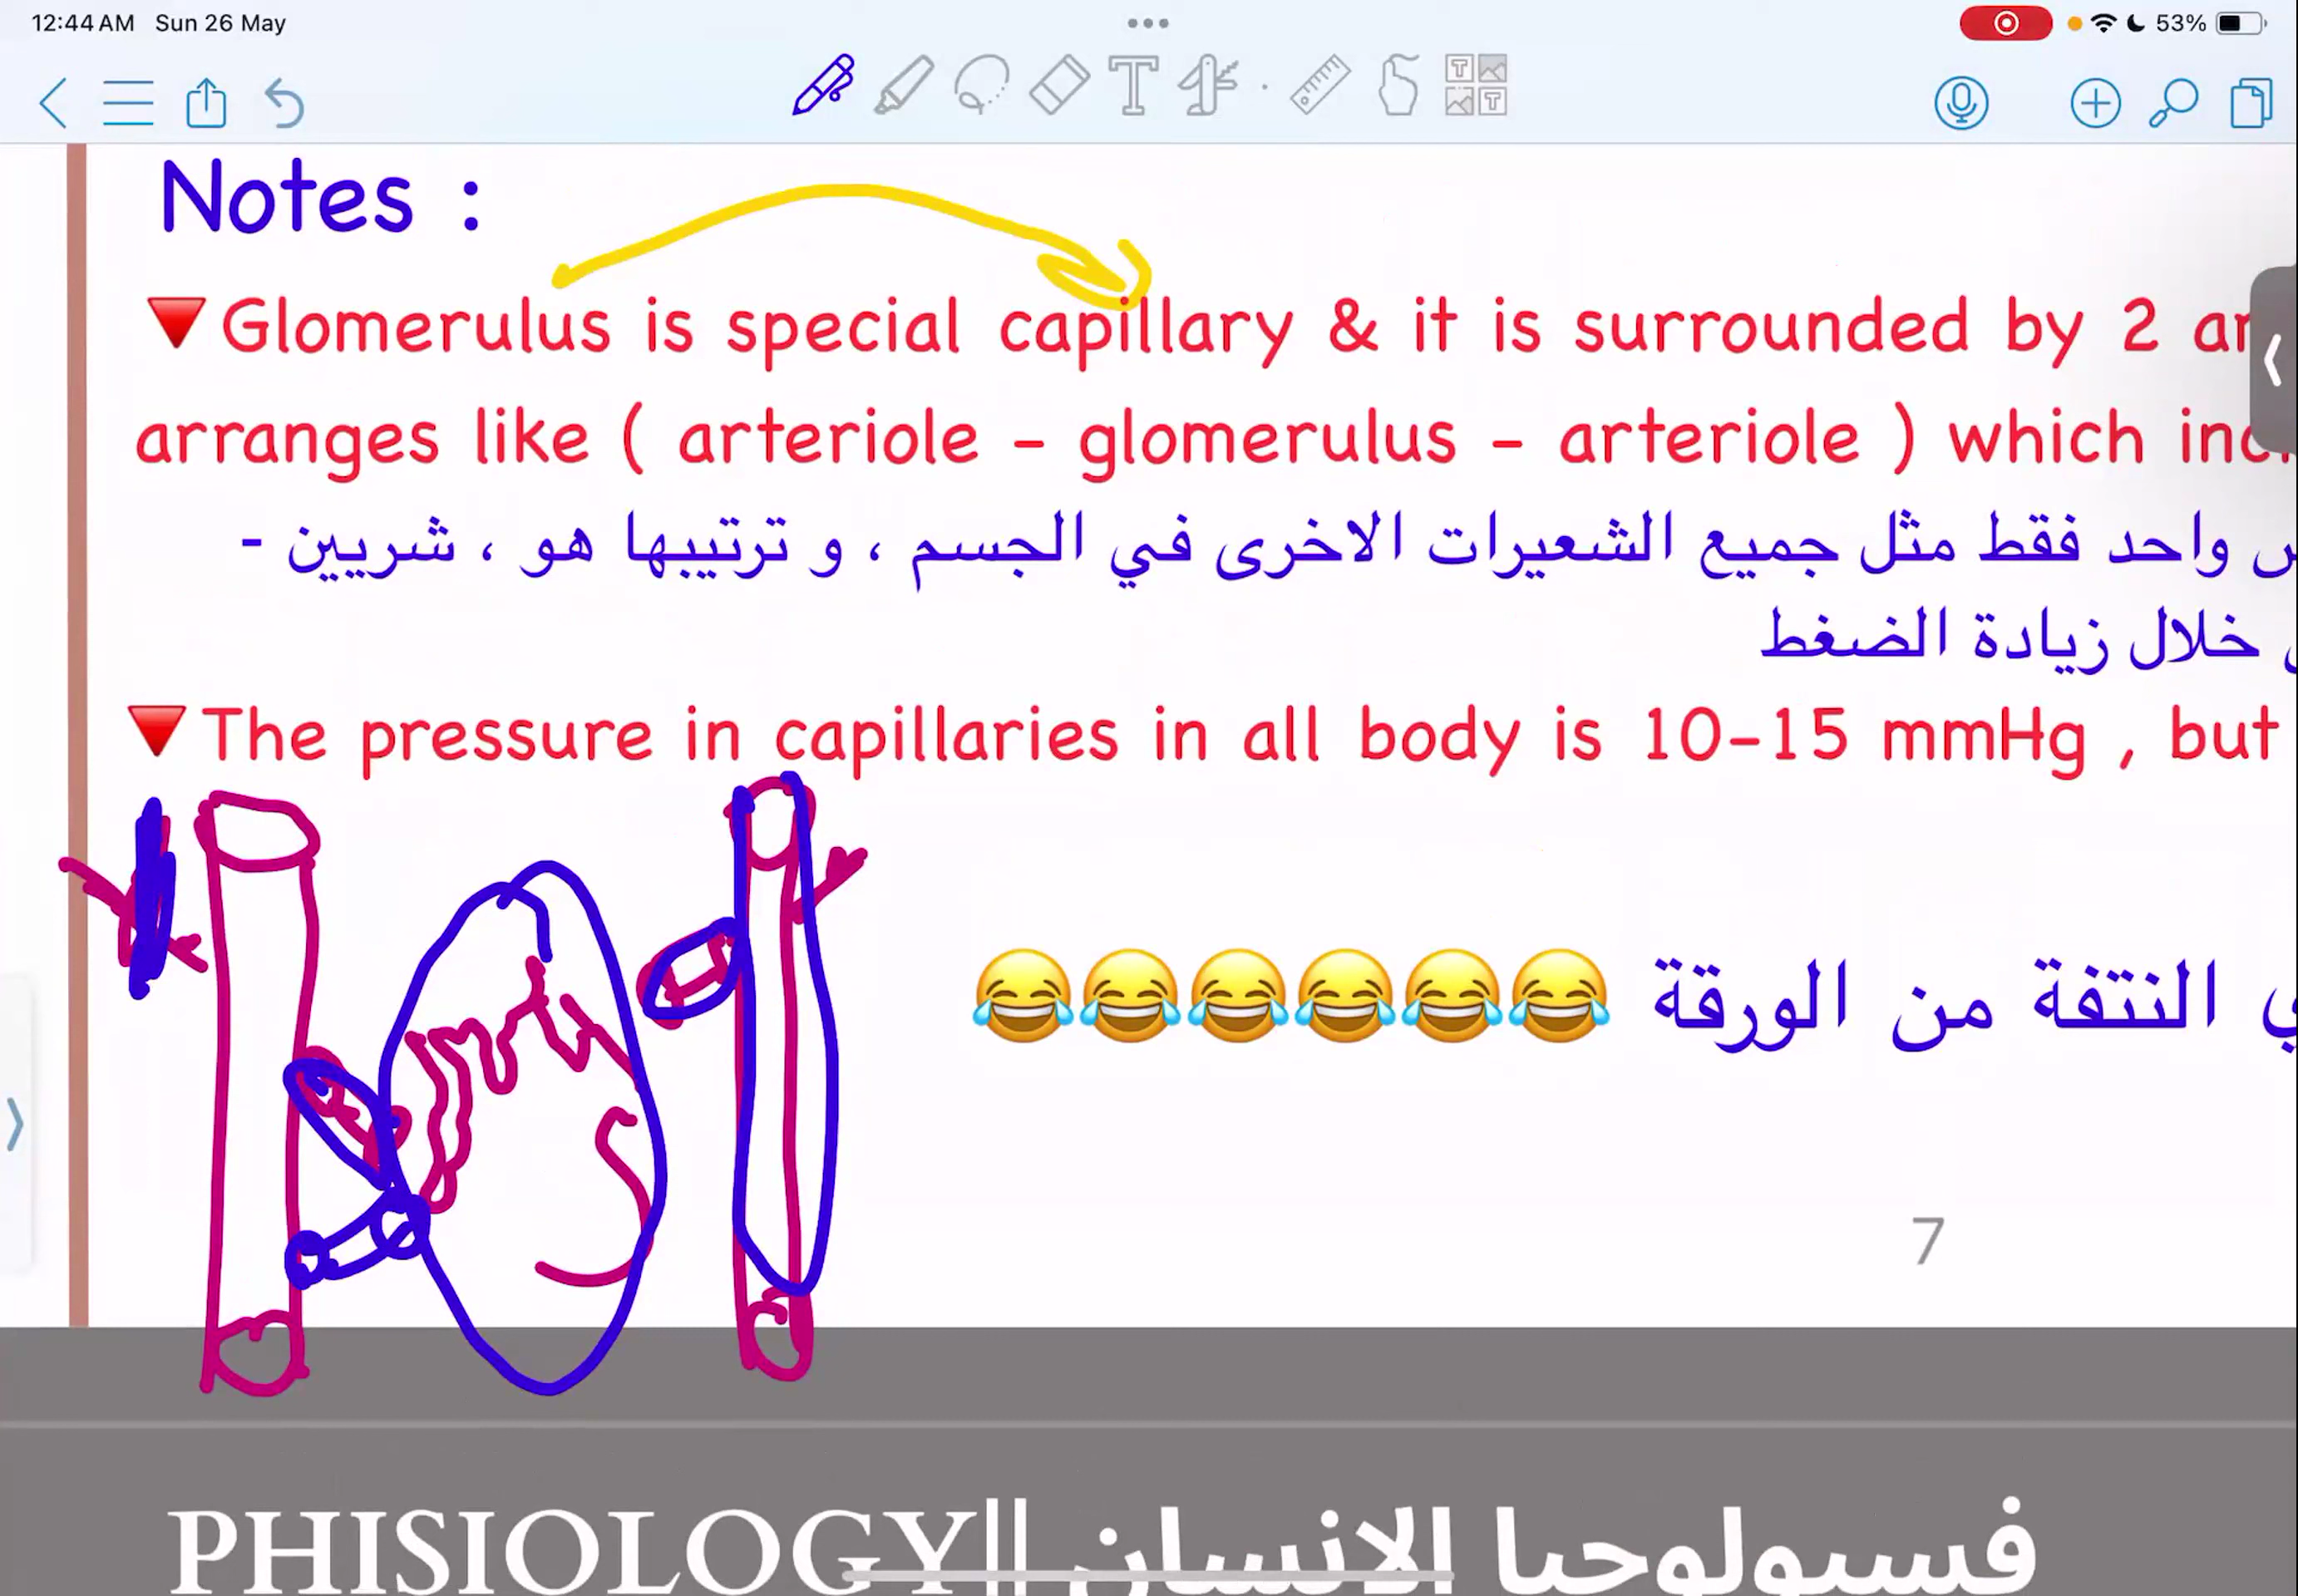 12:44 AM Sun 26 May
53%
Notes :
Glomerulus is special capillary & it is surrounded by 2
arranges like ( arteriole - glomerulus - arteriole ) which
واحد فقط مثل جميع الشعيرات الاخرى في الجسم ، و ترتيبها هو ، شريين -
خلال زيادة الضغط
The pressure in capillaries in all body is 10-15 mmHg , but
😂😂😂😂😂😂 النتفة من الورقة
7
PHISIOLOGY|| فسيولوجيا الانسان